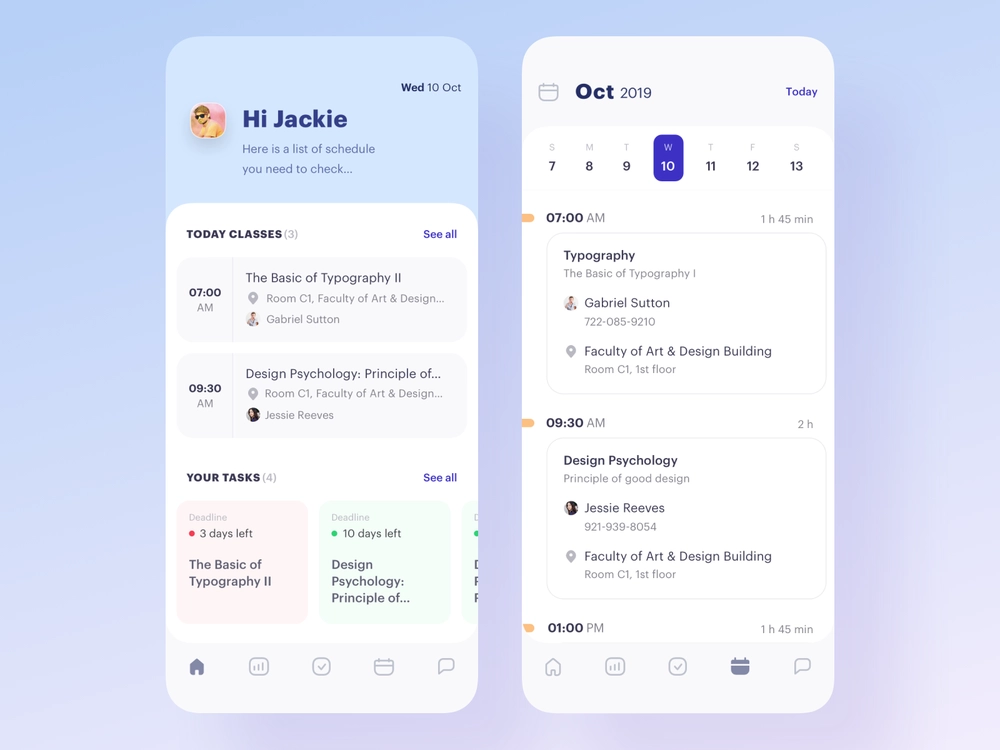 Wed 10 Oct
Hi Jackie
Here is a list of schedule
you need to check...
TODAY CLASSES (3)
See all
07:00
AM
The Basic of Typography II
Room C1, Faculty of Art & Design...
Gabriel Sutton
09:30
AM
Design Psychology: Principle of...
Room C1, Faculty of Art & Design...
Jessie Reeves
YOUR TASKS (4)
See all
Deadline
3 days left
The Basic of
Typography II
Deadline
10 days left
Design
Psychology:
Principle of...
Oct 2019
Today
S M T W T F S
7 8 9 10 11 12 13
07:00 AM
1 h 45 min
Typography
The Basic of Typography I
Gabriel Sutton
722-085-9210
Faculty of Art & Design Building
Room C1, 1st floor
09:30 AM
2 h
Design Psychology
Principle of good design
Jessie Reeves
921-939-8054
Faculty of Art & Design Building
Room C1, 1st floor
01:00 PM
1 h 45 min